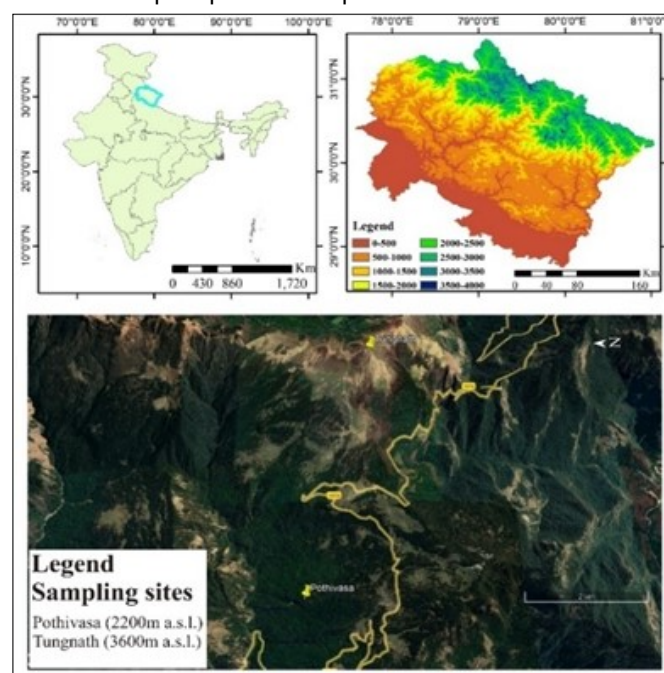 70°0'0"E 80°0'0"E 90°0'0"E 100°0'0"E
30°0'0"N
20°0'0"N
10°0'0"N
Km
0 430 860 1,720
78°0'0"E 79°0'0"E 80°0'0"E 81°0'0"E
31°0'0"N
30°0'0"N
29°0'0"N
Legend
0-500
500-1000
1000-1500
1500-2000
2000-2500
2500-3000
3000-3500
3500-4000
Km
0 40 80 160
N
Pothivasa
Legend
Sampling sites
Pothivasa (2200m a.s.l.)
Tungnath (3600m a.s.l.)